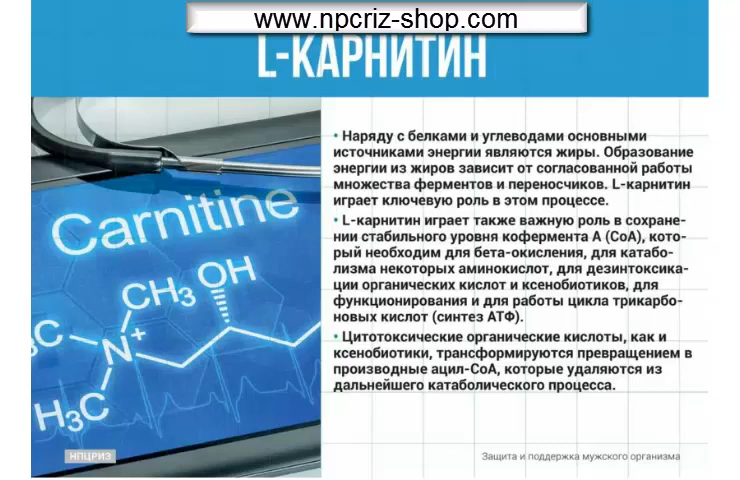 www.npcriz-shop.com
L-КАРНИТИН
• Наряду с белками и углеводами основными
источниками энергии являются жиры. Образование
энергии из жиров зависит от согласованной работы
множества ферментов и переносчиков. L-карнитин
играет ключевую роль в этом процессе.
• L-карнитин играет также важную роль в сохране-
нии стабильного уровня кофермента А (СоА), кото-
рый необходим для бета-окисления, для катабо-
лизма некоторых аминокислот, для дезинтоксика-
ции органических кислот и ксенобиотиков, для
функционирования и для работы цикла трикарбо-
новых кислот (синтез АТФ).
• Цитотоксические органические кислоты, как и
ксенобиотики, трансформируются превращением в
производные ацил-СоА, которые удаляются из
дальнейшего катаболического процесса.
Carnitine
CH₃ OH
C
N⁺
H₃C
НПЦРИЗ
Защита и поддержка мужского организма